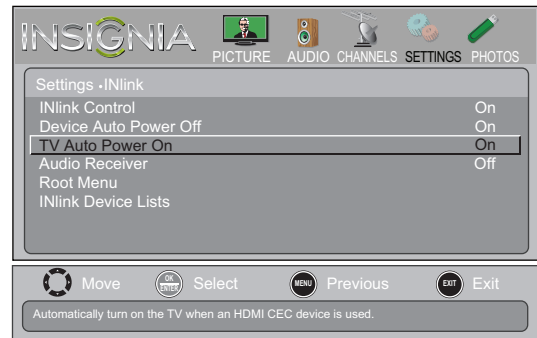 INSIGNIA
PICTURE AUDIO CHANNELS SETTINGS PHOTOS
Settings •INlink
INlink Control On
Device Auto Power Off On
TV Auto Power On On
Audio Receiver Off
Root Menu
INlink Device Lists
Move OK ENTER Select MENU Previous EXIT Exit
Automatically turn on the TV when an HDMI CEC device is used.